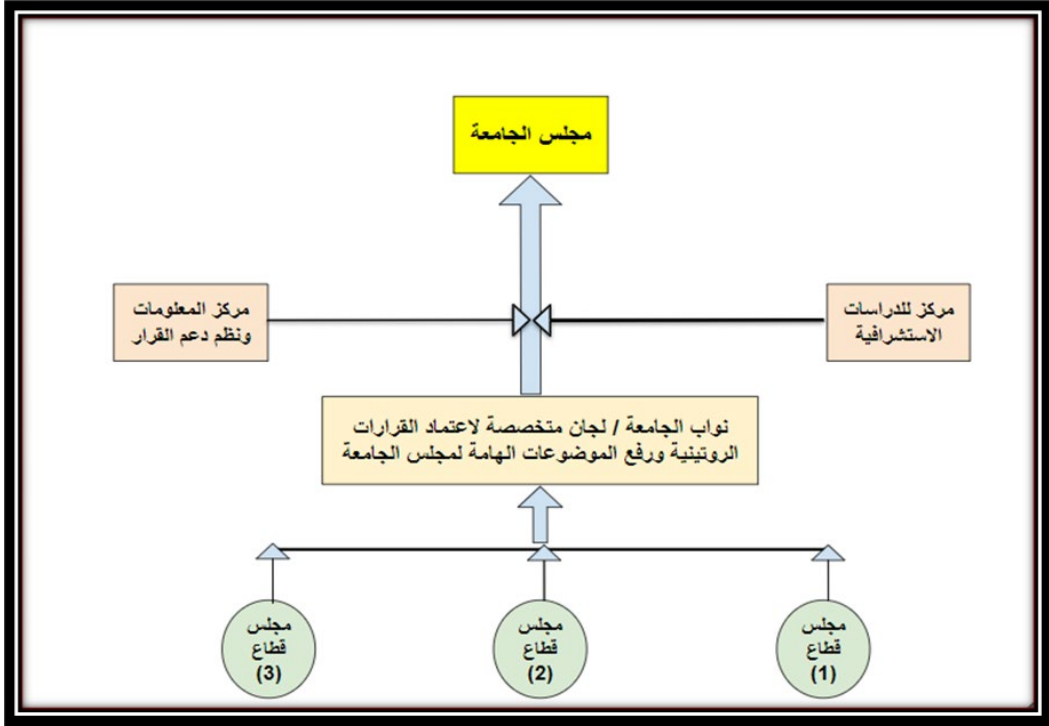 مجلس الجامعة
مركز للدراسات
الاستشرافية
مركز المعلومات
ونظم دعم القرار
نواب الجامعة / لجان متخصصة لاعتماد القرارات
الروتينية ورفع الموضوعات الهامة لمجلس الجامعة
مجلس
قطاع
(1)
مجلس
قطاع
(2)
مجلس
قطاع
(3)